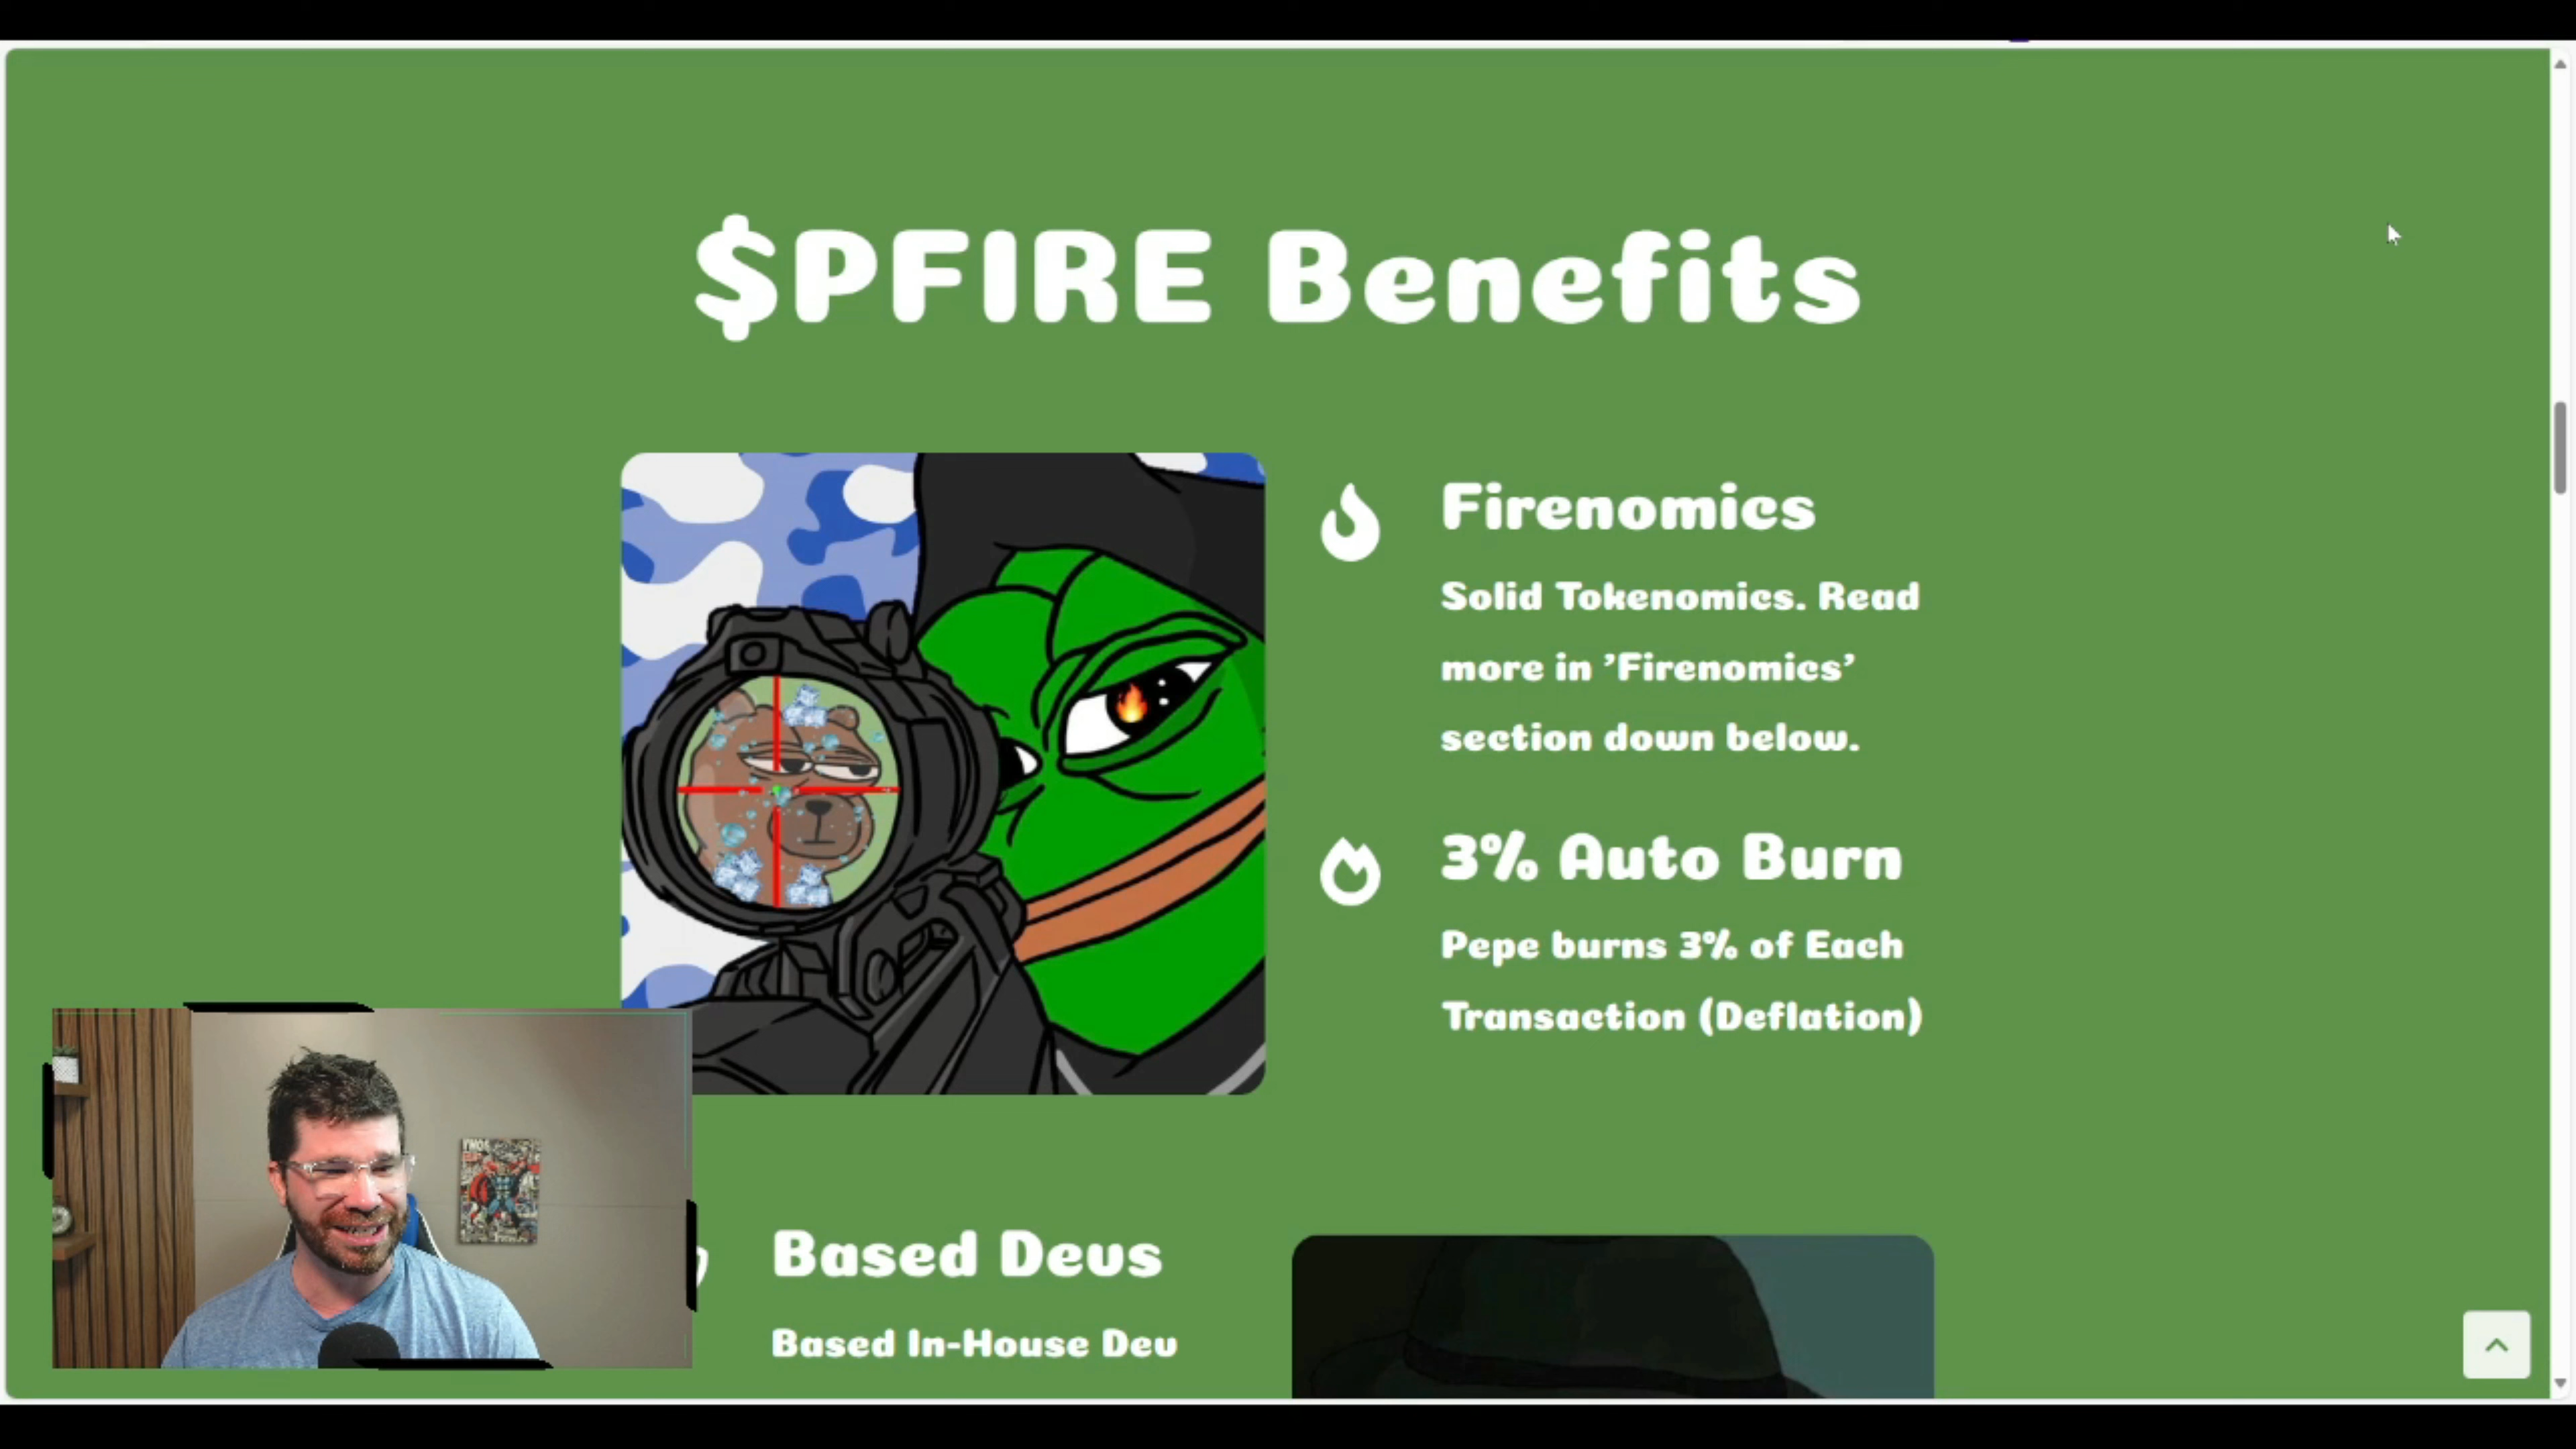 $PFIRE Benefits
Firenomics
Solid Tokenomics. Read
more in 'Firenomics'
section down below.
3% Auto Burn
Pepe burns 3% of Each
Transaction (Deflation)
Based Devs
Based In-House Dev